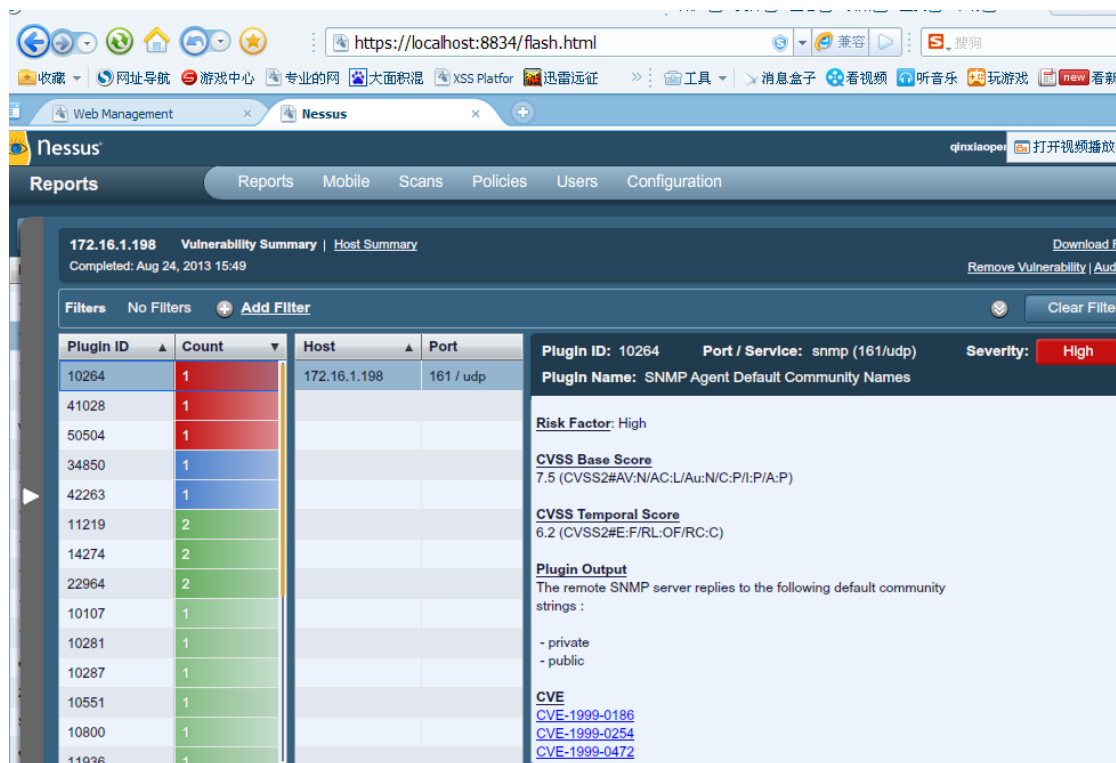 https://localhost:8834/flash.html
兼容
搜狗
收藏
网址导航
游戏中心
专业的网
大面积混
XSS Platfor
迅雷远征
»
工具
消息盒子
看视频
听音乐
玩游戏
new 看新
Web Management ×
Nessus ×
Nessus
qinxiaoper
打开视频播放
Reports
Reports Mobile Scans Policies Users Configuration
172.16.1.198 Vulnerability Summary | Host Summary
Download R
Completed: Aug 24, 2013 15:49
Remove Vulnerability | Aud
Filters No Filters Add Filter
Clear Filte
Plugin ID ▲ Count ▼
Host ▲ Port
10264 1
172.16.1.198 161 / udp
41028 1
50504 1
34850 1
42263 1
11219 2
14274 2
22964 2
10107 1
10281 1
10287 1
10551 1
10800 1
11936 1
Plugin ID: 10264 Port / Service: snmp (161/udp) Severity: High
Plugin Name: SNMP Agent Default Community Names
Risk Factor: High
CVSS Base Score
7.5 (CVSS2#AV:N/AC:L/Au:N/C:P/I:P/A:P)
CVSS Temporal Score
6.2 (CVSS2#E:F/RL:OF/RC:C)
Plugin Output
The remote SNMP server replies to the following default community
strings :
- private
- public
CVE
CVE-1999-0186
CVE-1999-0254
CVE-1999-0472